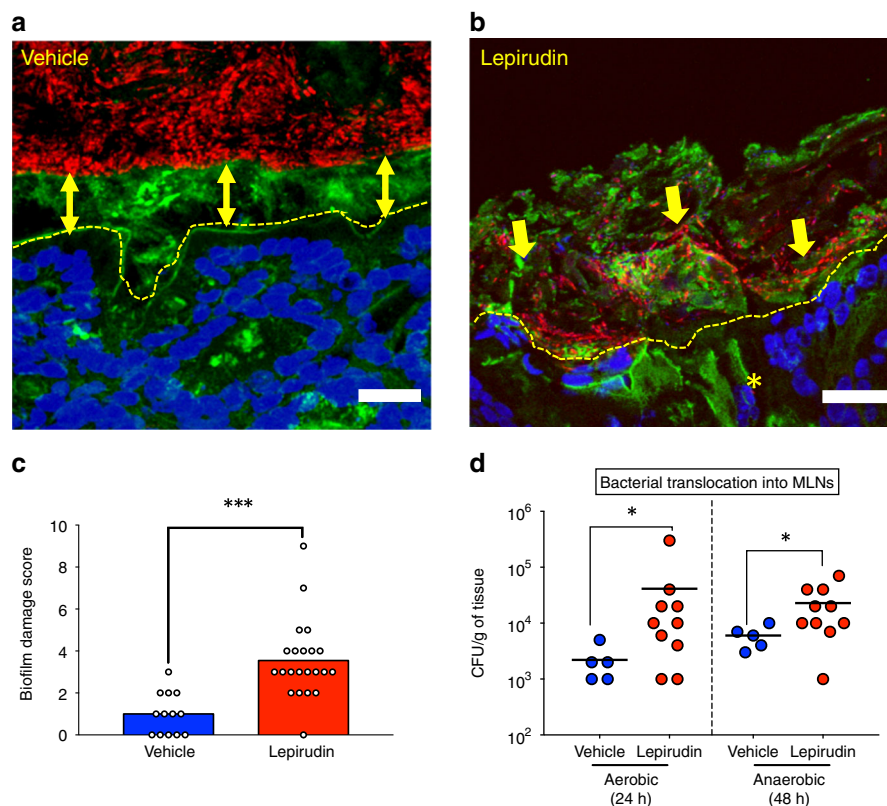 a
Vehicle
b
Lepirudin
*
c
***
10
8
6
4
2
0
Biofilm damage score
Vehicle
Lepirudin
d
Bacterial translocation into MLNs
*
*
10^6
10^5
10^4
10^3
10^2
CFU/g of tissue
Vehicle Lepirudin Vehicle Lepirudin
Aerobic
(24 h)
Anaerobic
(48 h)